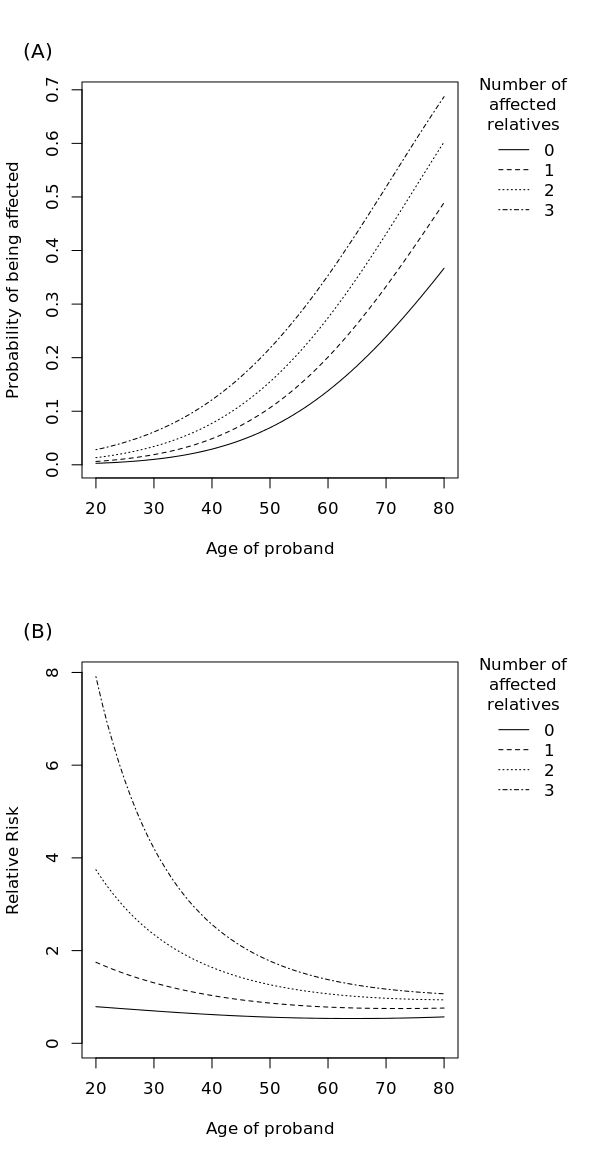 (A)
Number of
affected
relatives
0
1
2
3
0.7
0.6
0.5
0.4
0.3
0.2
0.1
0.0
Probability of being affected
20 30 40 50 60 70 80
Age of proband
(B)
Number of
affected
relatives
0
1
2
3
8
6
4
2
0
Relative Risk
20 30 40 50 60 70 80
Age of proband